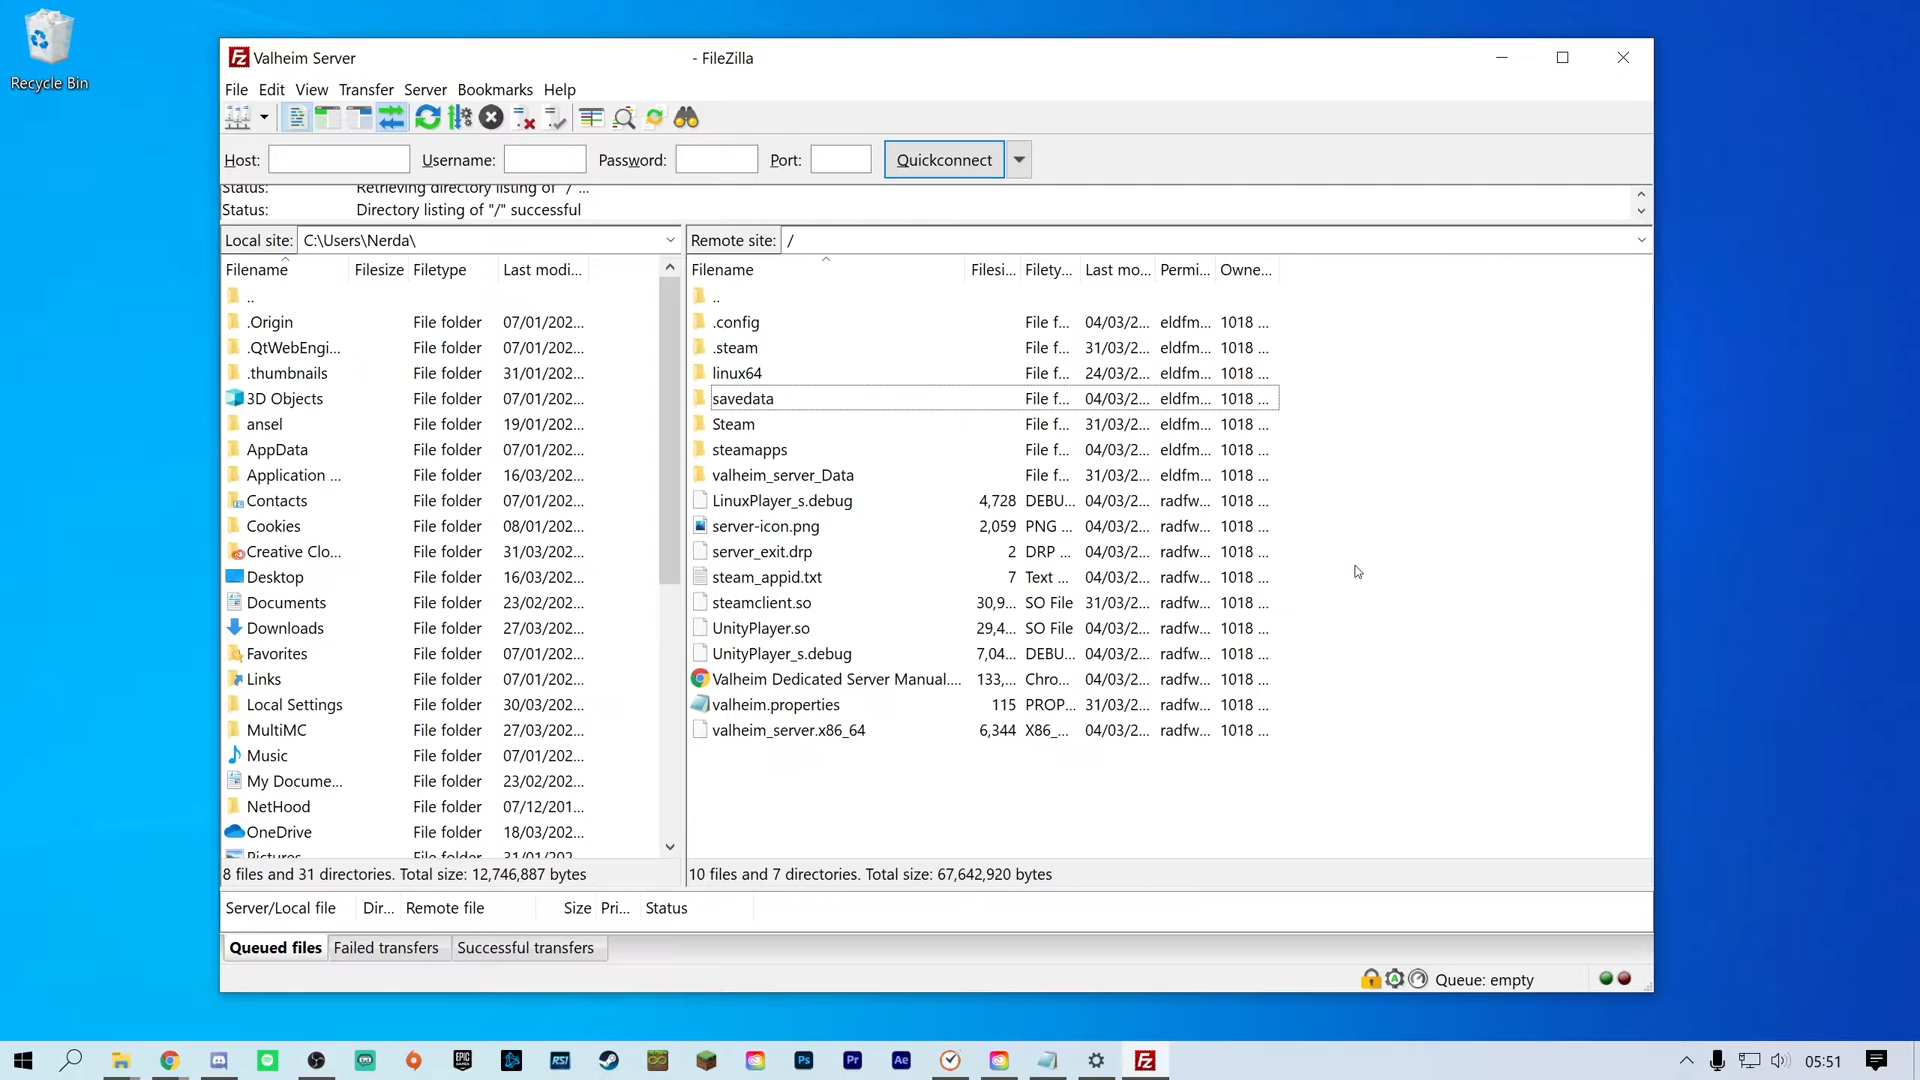 Recycle Bin
Valheim Server - FileZilla
File Edit View Transfer Server Bookmarks Help
Host: Username: Password: Port: Quickconnect
Status: Retrieving directory listing of "/"...
Status: Directory listing of "/" successful
Local site: C:\Users\Nerda\
Remote site: /
Filename Filesize Filetype Last modi...
..
.Origin File folder 07/01/202...
.QtWebEngi... File folder 07/01/202...
.thumbnails File folder 31/01/202...
3D Objects File folder 07/01/202...
ansel File folder 19/01/202...
AppData File folder 07/01/202...
Application ... File folder 16/03/202...
Contacts File folder 07/01/202...
Cookies File folder 08/01/202...
Creative Clo... File folder 31/03/202...
Desktop File folder 16/03/202...
Documents File folder 23/02/202...
Downloads File folder 27/03/202...
Favorites File folder 07/01/202...
Links File folder 07/01/202...
Local Settings File folder 30/03/202...
MultiMC File folder 27/03/202...
Music File folder 07/01/202...
My Docume... File folder 23/02/202...
NetHood File folder 07/12/201...
OneDrive File folder 18/03/202...
Pictures File folder 31/01/202
8 files and 31 directories. Total size: 12,746,887 bytes
Filename Filesi... Filety... Last mo... Permi... Owne...
..
.config File f... 04/03/2... eldfm... 1018 ...
.steam File f... 31/03/2... eldfm... 1018 ...
linux64 File f... 24/03/2... eldfm... 1018 ...
savedata File f... 04/03/2... eldfm... 1018 ...
Steam File f... 31/03/2... eldfm... 1018 ...
steamapps File f... 04/03/2... eldfm... 1018 ...
valheim_server_Data File f... 31/03/2... eldfm... 1018 ...
LinuxPlayer_s.debug 4,728 DEBU... 04/03/2... radfw... 1018 ...
server-icon.png 2,059 PNG ... 04/03/2... radfw... 1018 ...
server_exit.drp 2 DRP ... 04/03/2... radfw... 1018 ...
steam_appid.txt 7 Text ... 04/03/2... radfw... 1018 ...
steamclient.so 30,9... SO File 31/03/2... radfw... 1018 ...
UnityPlayer.so 29,4... SO File 04/03/2... radfw... 1018 ...
UnityPlayer_s.debug 7,04... DEBU... 04/03/2... radfw... 1018 ...
Valheim Dedicated Server Manual.... 133,... Chro... 04/03/2... radfw... 1018 ...
valheim.properties 115 PROP... 31/03/2... radfw... 1018 ...
valheim_server.x86_64 6,344 X86_... 04/03/2... radfw... 1018 ...
10 files and 7 directories. Total size: 67,642,920 bytes
Server/Local file Dir... Remote file Size Pri... Status
Queued files Failed transfers Successful transfers
Queue: empty
EPIC GAMES
RSI
Ps
Pr
Ae
Fz
05:51